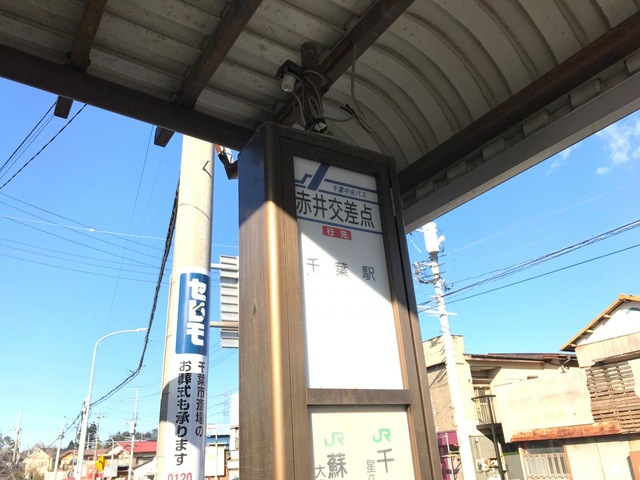 千葉中央バス
赤井交差点
行先
千葉駅
JR
蘇
大
JR
千
星
セレモ
千葉市斎場の
お葬式も承ります
0120